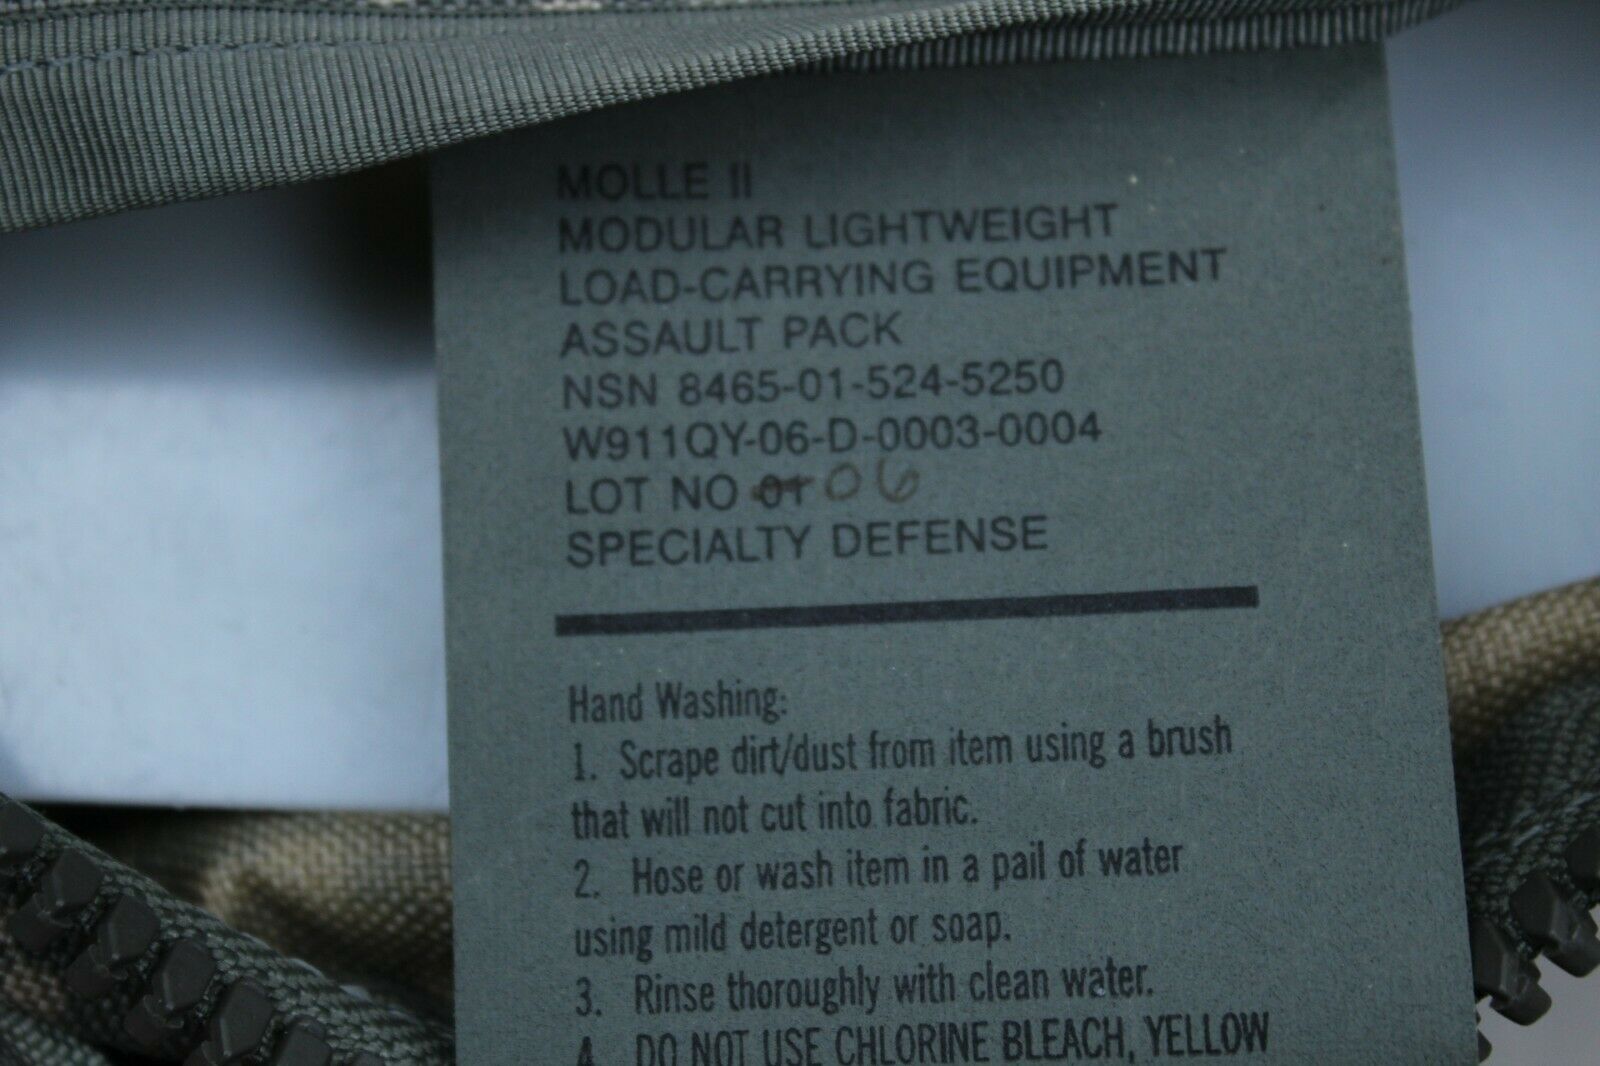 MOLLE II
MODULAR LIGHTWEIGHT
LOAD-CARRYING EQUIPMENT
ASSAULT PACK
NSN 8465-01-524-5250
W911QY-06-D-0003-0004
LOT NO 01 06
SPECIALTY DEFENSE
Hand Washing:
1. Scrape dirt/dust from item using a brush
that will not cut into fabric.
2. Hose or wash item in a pail of water
using mild detergent or soap.
3. Rinse thoroughly with clean water.
4. DO NOT USE CHLORINE BLEACH, YELLOW